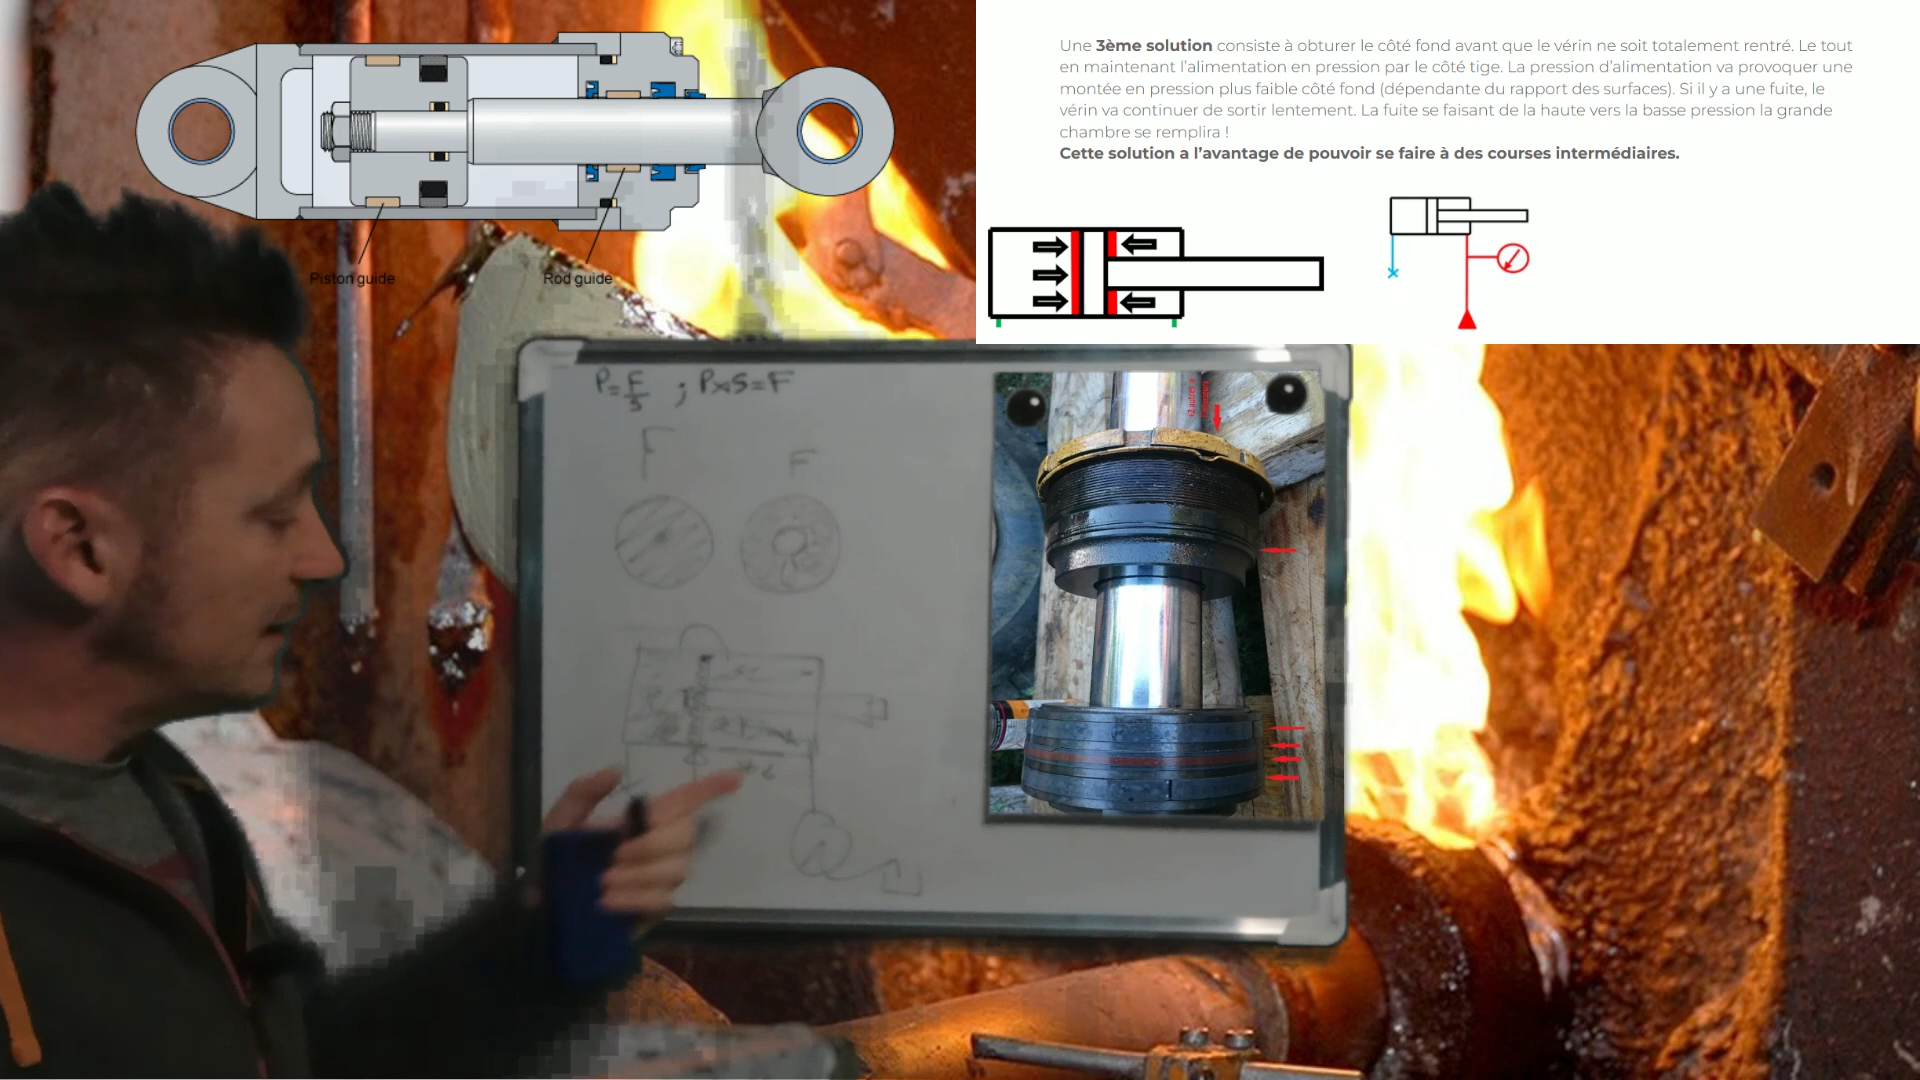 Une 3ème solution consiste à obturer le côté fond avant que le vérin ne soit totalement rentré. Le tout
en maintenant l'alimentation en pression par le côté tige. La pression d'alimentation va provoquer une
montée en pression plus faible côté fond (dépendante du rapport des surfaces). Si il y a une fuite, le
vérin va continuer de sortir lentement. La fuite se faisant de la haute vers la basse pression la grande
chambre se remplira !
Cette solution a l'avantage de pouvoir se faire à des courses intermédiaires.
Piston guide
Rod guide
P=F/S ; P×S=F
F
F